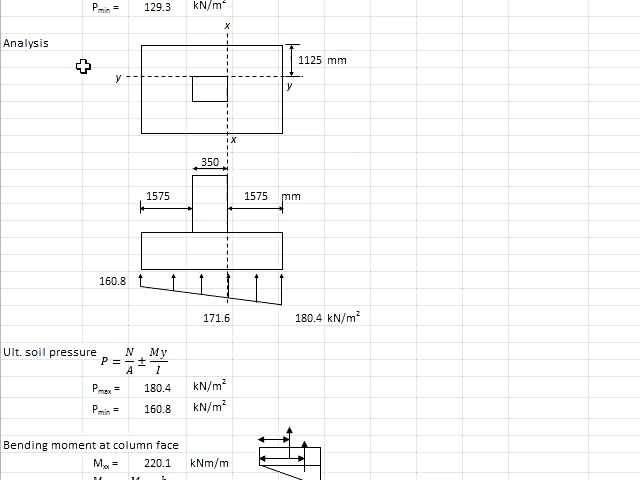 Pmin = 129.3 kN/m²
x
Analysis
1125 mm
y
y
x
350
1575 1575 mm
160.8
171.6 180.4 kN/m²
Ult. soil pressure P = N/A ± My/I
Pmax = 180.4 kN/m²
Pmin = 160.8 kN/m²
Bending moment at column face
Mxx = 220.1 kNm/m